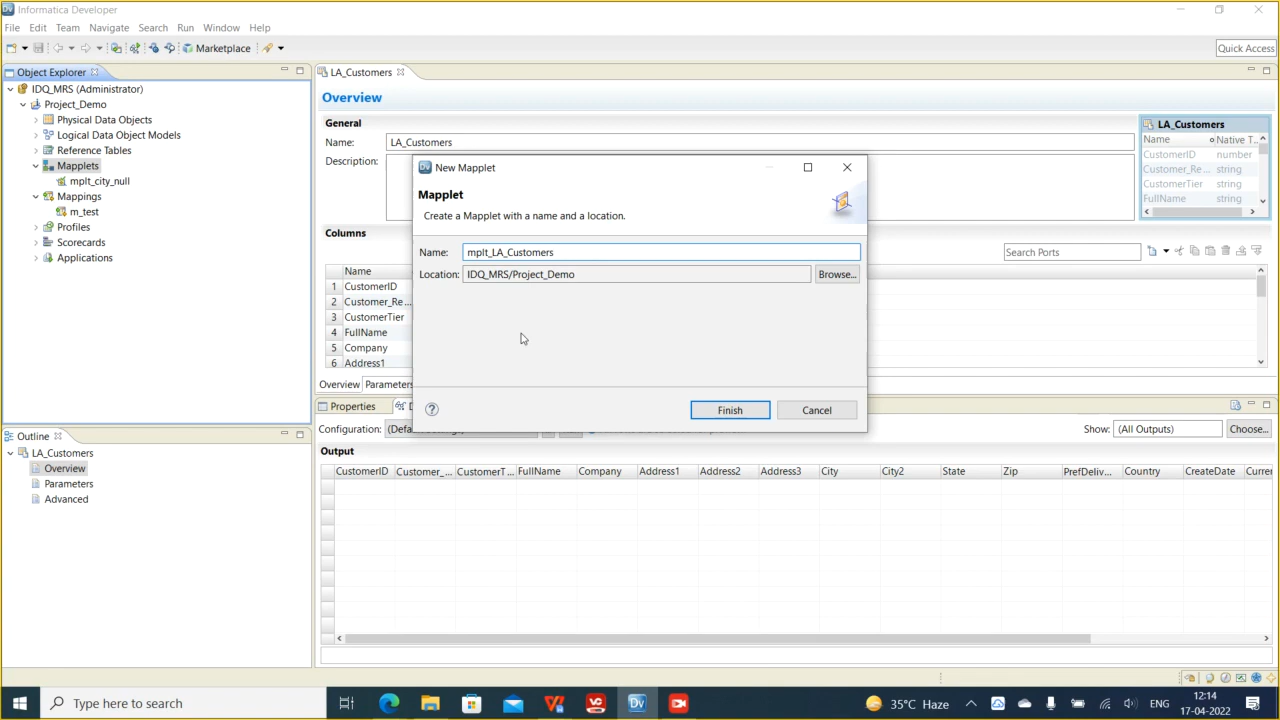 Informatica Developer
File Edit Team Navigate Search Run Window Help
Marketplace
Quick Access
Object Explorer
IDQ_MRS (Administrator)
Project_Demo
Physical Data Objects
Logical Data Object Models
Reference Tables
Mapplets
mplt_city_null
Mappings
m_test
Profiles
Scorecards
Applications
LA_Customers
Overview
General
Name: LA_Customers
Description:
Columns
Search Ports
Name
1 CustomerID
2 Customer_Re...
3 CustomerTier
4 FullName
5 Company
6 Address1
Overview Parameters
LA_Customers
Name Native T...
CustomerID number
Customer_Re... string
CustomerTier string
FullName string
New Mapplet
Mapplet
Create a Mapplet with a name and a location.
Name: mplt_LA_Customers
Location: IDQ_MRS/Project_Demo Browse...
Finish Cancel
Outline
LA_Customers
Overview
Parameters
Advanced
Properties
Configuration: Show: (All Outputs) Choose...
Output
CustomerID Customer_... CustomerT... FullName Company Address1 Address2 Address3 City City2 State Zip PrefDeliv... Country CreateDate Curre
Type here to search
35°C Haze ENG
12:14
17-04-2022